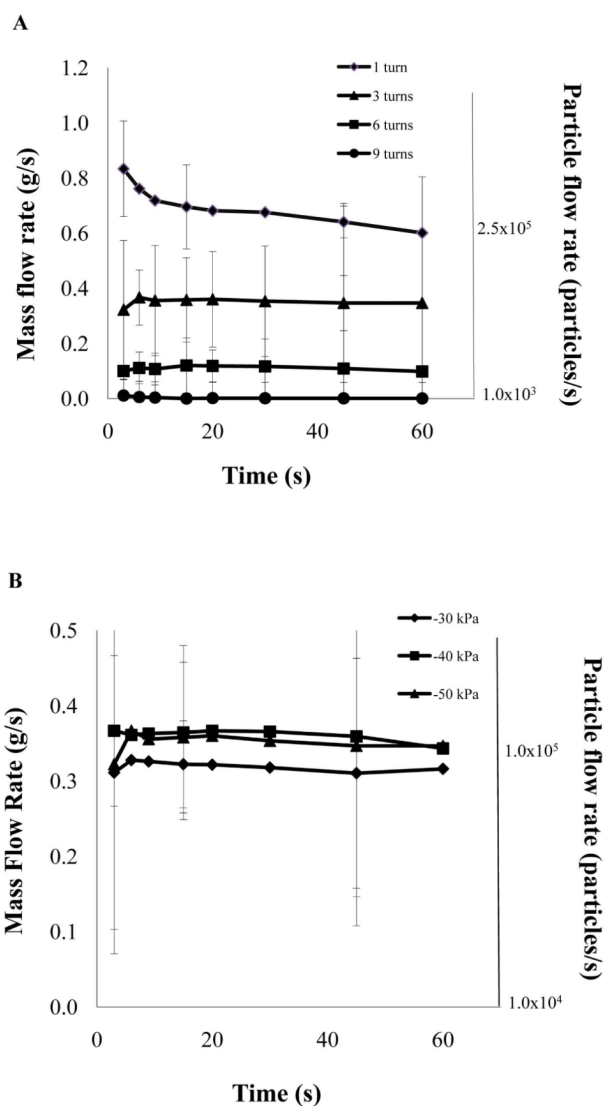 A
1.2
1.0
0.8
0.6
0.4
0.2
0.0
Mass flow rate (g/s)
0
20
40
60
Time (s)
1 turn
3 turns
6 turns
9 turns
2.5x10⁵
1.0x10³
Particle flow rate (particles/s)
B
0.5
0.4
0.3
0.2
0.1
0.0
Mass Flow Rate (g/s)
0
20
40
60
Time (s)
-30 kPa
-40 kPa
-50 kPa
1.0x10⁵
1.0x10⁴
Particle flow rate (particles/s)